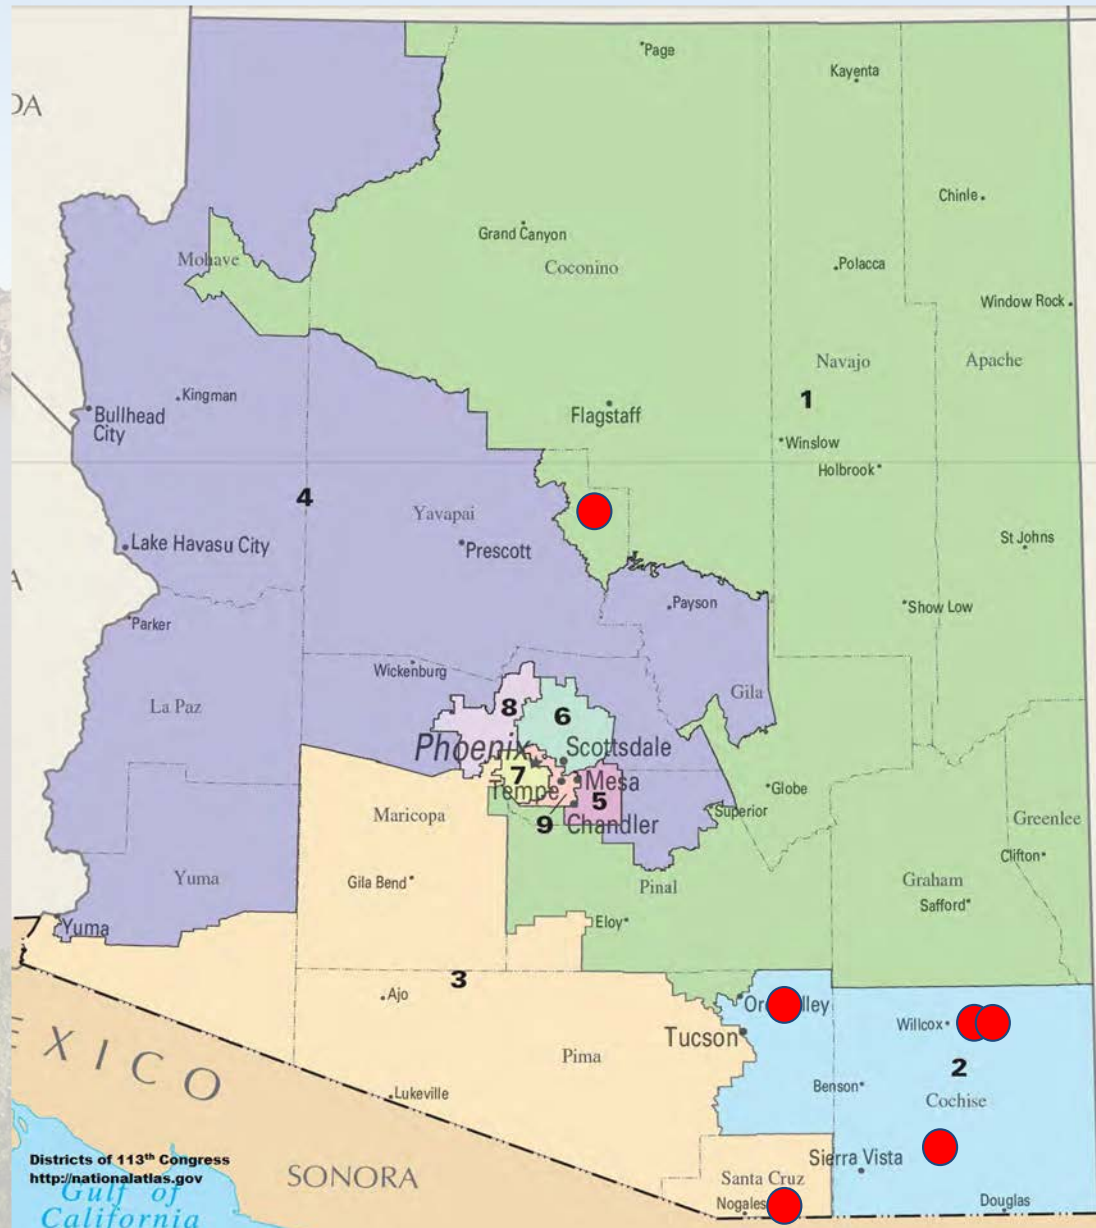 DA
Page
Kayenta
Chinle
Grand Canyon
Mohave
Coconino
Polacca
Window Rock
Navajo
Apache
Kingman
1
Bullhead
City
Flagstaff
Winslow
Holbrook
4
Yavapai
Lake Havasu City
Prescott
St Johns
A
Payson
Show Low
Parker
Wickenburg
La Paz
Gila
8
6
Phoenix
Scottsdale
7
Tempe
Mesa
5
Globe
Superior
Maricopa
9
Chandler
Greenlee
Clifton
Yuma
Gila Bend
Pinal
Graham
Safford
Yuma
Eloy
3
Ajo
Willcox
Tucson
EXICO
Pima
2
Benson
Lukeville
Cochise
Districts of 113th Congress
http://nationalatlas.gov
Sierra Vista
SONORA
Santa Cruz
Gulf of
California
Nogales
Douglas